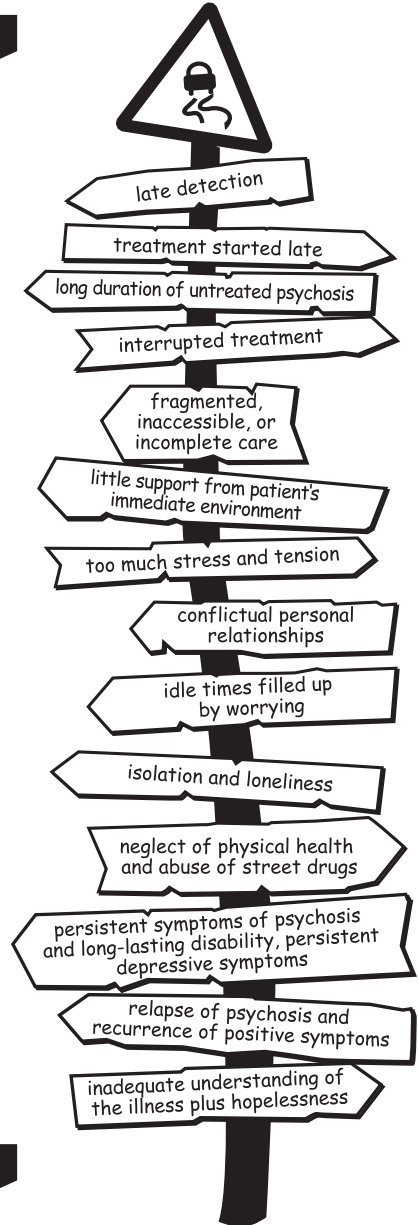 late detection
treatment started late
long duration of untreated psychosis
interrupted treatment
fragmented,
inaccessible, or
incomplete care
little support from patient's
immediate environment
too much stress and tension
conflictual personal
relationships
idle times filled up
by worrying
isolation and loneliness
neglect of physical health
and abuse of street drugs
persistent symptoms of psychosis
and long-lasting disability, persistent
depressive symptoms
relapse of psychosis and
recurrence of positive symptoms
inadequate understanding of
the illness plus hopelessness